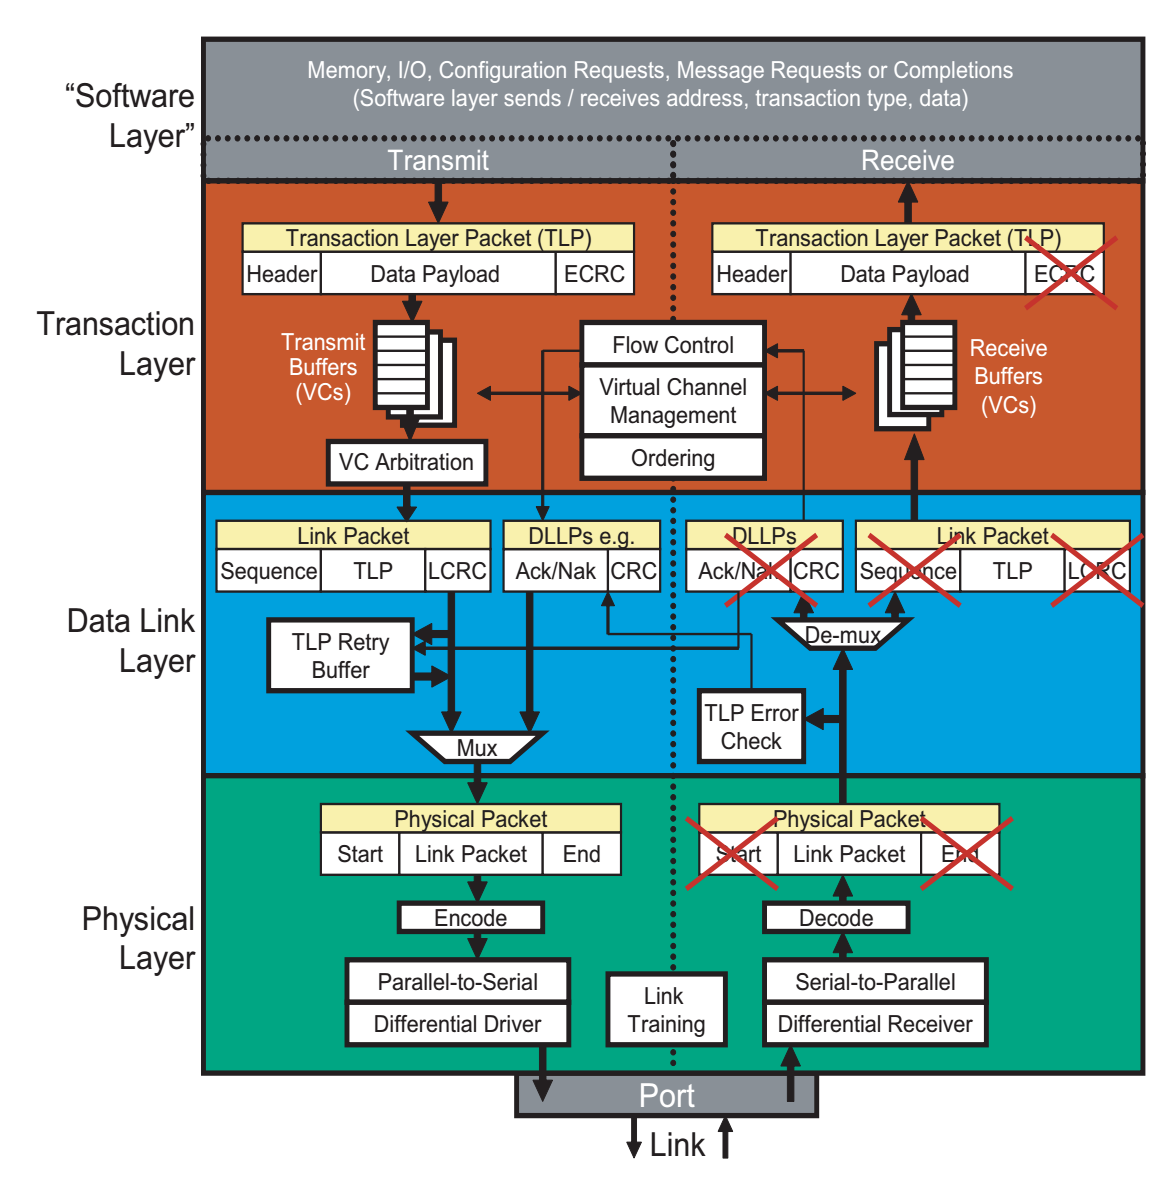 Memory, I/O, Configuration Requests, Message Requests or Completions
(Software layer sends / receives address, transaction type, data)
“Software
Layer”
Transmit
Receive
Transaction Layer Packet (TLP)
Header
Data Payload
ECRC
Transaction Layer Packet (TLP)
Header
Data Payload
ECRC
Transaction
Layer
Transmit
Buffers
(VCs)
Flow Control
Virtual Channel
Management
Ordering
Receive
Buffers
(VCs)
VC Arbitration
Link Packet
Sequence
TLP
LCRC
DLLPs e.g.
Ack/Nak
CRC
DLLPs
Ack/Nak
CRC
Link Packet
Sequence
TLP
LCRC
Data Link
Layer
TLP Retry
Buffer
De-mux
TLP Error
Check
Mux
Physical Packet
Start
Link Packet
End
Physical Packet
Start
Link Packet
End
Physical
Layer
Encode
Decode
Parallel-to-Serial
Differential Driver
Link
Training
Serial-to-Parallel
Differential Receiver
Port
Link